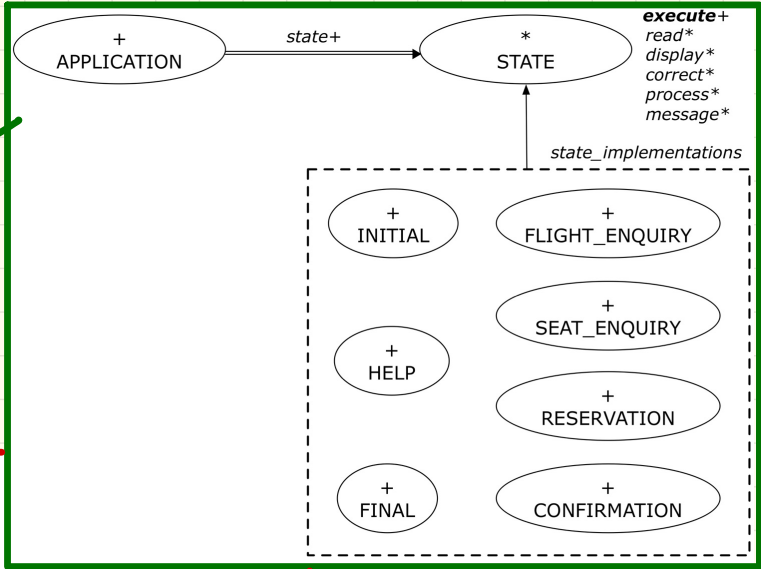 +
APPLICATION
state+
*
STATE
execute+
read*
display*
correct*
process*
message*
state_implementations
+
INITIAL
+
FLIGHT_ENQUIRY
+
SEAT_ENQUIRY
+
HELP
+
RESERVATION
+
FINAL
+
CONFIRMATION